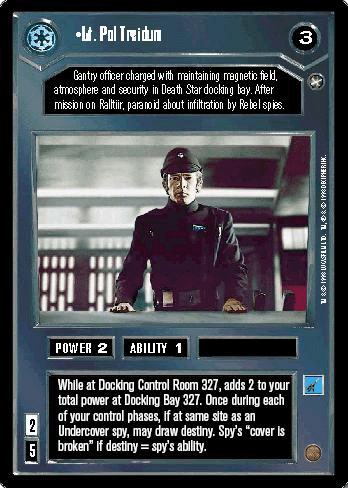 •Lt. Pol Treidum
3
Gantry officer charged with maintaining magnetic field,
atmosphere and security in Death Star docking bay. After
mission on Ralltiir, paranoid about infiltration by Rebel spies.
POWER 2
ABILITY 1
While at Docking Control Room 327, adds 2 to your
total power at Docking Bay 327. Once during each
of your control phases, if at same site as an
Undercover spy, may draw destiny. Spy's "cover is
broken" if destiny = spy's ability.
2
5